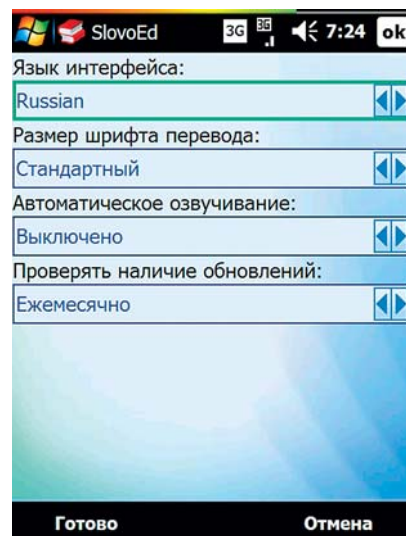 SlovoEd 3G 3G 7:24 ok
Язык интерфейса:
Russian
Размер шрифта перевода:
Стандартный
Автоматическое озвучивание:
Выключено
Проверять наличие обновлений:
Ежемесячно
Готово Отмена